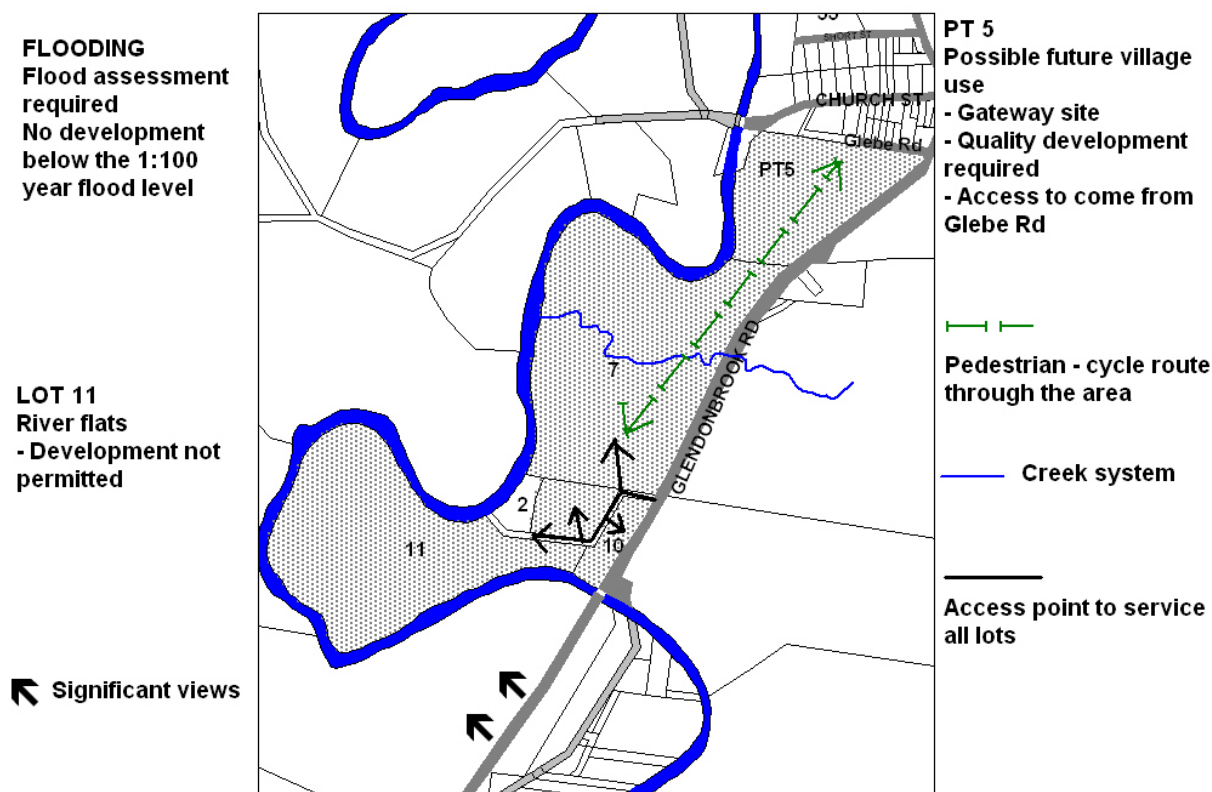 FLOODING
Flood assessment
required
No development
below the 1:100
year flood level
LOT 11
River flats
- Development not
permitted
Significant views
SHORT ST
CHURCH ST
Glebe Rd
PT5
7
GLENDONBROOK RD
2
10
11
PT 5
Possible future village
use
- Gateway site
- Quality development
required
- Access to come from
Glebe Rd
Pedestrian - cycle route
through the area
Creek system
Access point to service
all lots